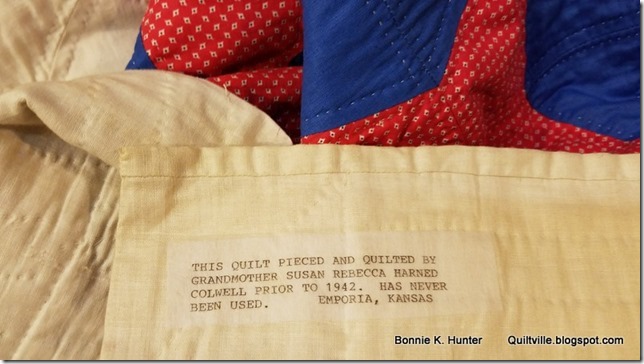 THIS QUILT PIECED AND QUILTED BY
GRANDMOTHER SUSAN REBECCA HARNED
COLWELL PRIOR TO 1942. HAS NEVER
BEEN USED. EMPORIA, KANSAS
Bonnie K. Hunter Quiltville.blogspot.com